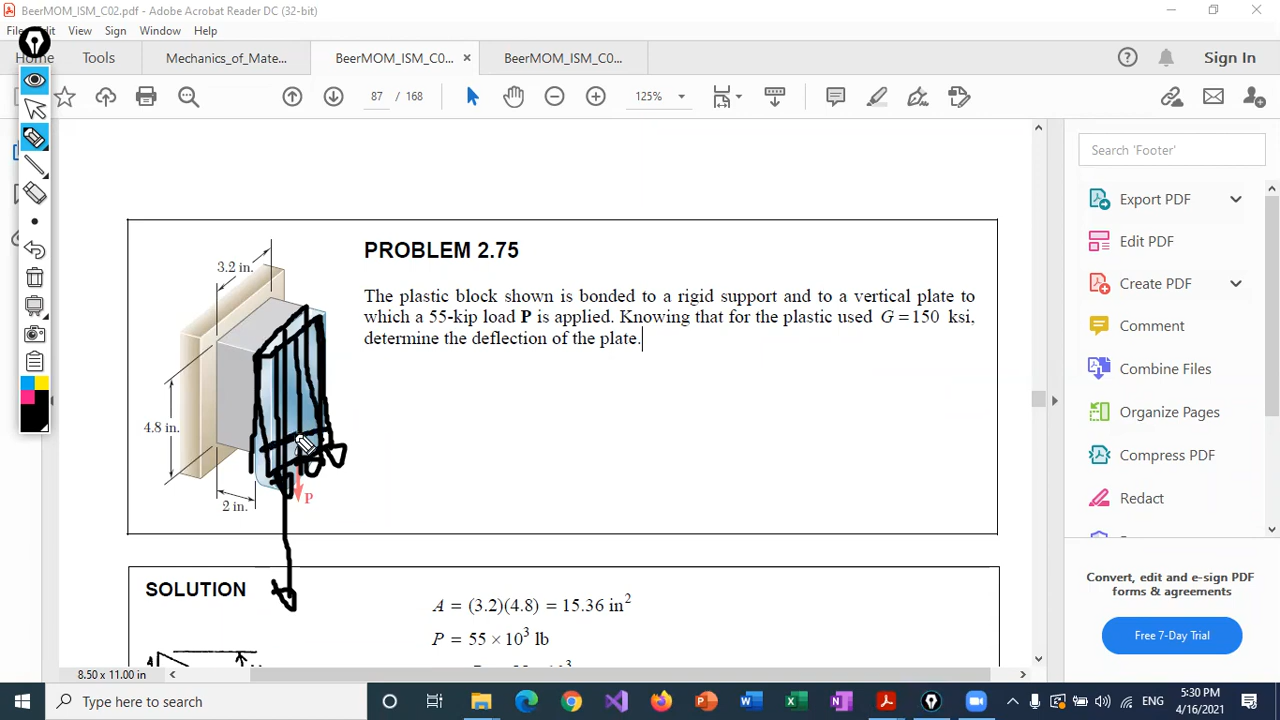 BeerMOM_ISM_C02.pdf - Adobe Acrobat Reader DC (32-bit)
File Edit View Sign Window Help
Home Tools Mechanics_of_Mate... BeerMOM_ISM_C0... × BeerMOM_ISM_C0... Sign In
87 / 168 125%
Search 'Footer'
Export PDF
Edit PDF
Create PDF
Comment
Combine Files
Organize Pages
Compress PDF
Redact
Convert, edit and e-sign PDF
forms & agreements
Free 7-Day Trial
PROBLEM 2.75
The plastic block shown is bonded to a rigid support and to a vertical plate to
which a 55-kip load P is applied. Knowing that for the plastic used G = 150 ksi,
determine the deflection of the plate.
3.2 in.
4.8 in.
2 in.
P
SOLUTION
A = (3.2)(4.8) = 15.36 in²
P = 55 × 10³ lb
8.50 x 11.00 in
Type here to search
ENG
5:30 PM
4/16/2021